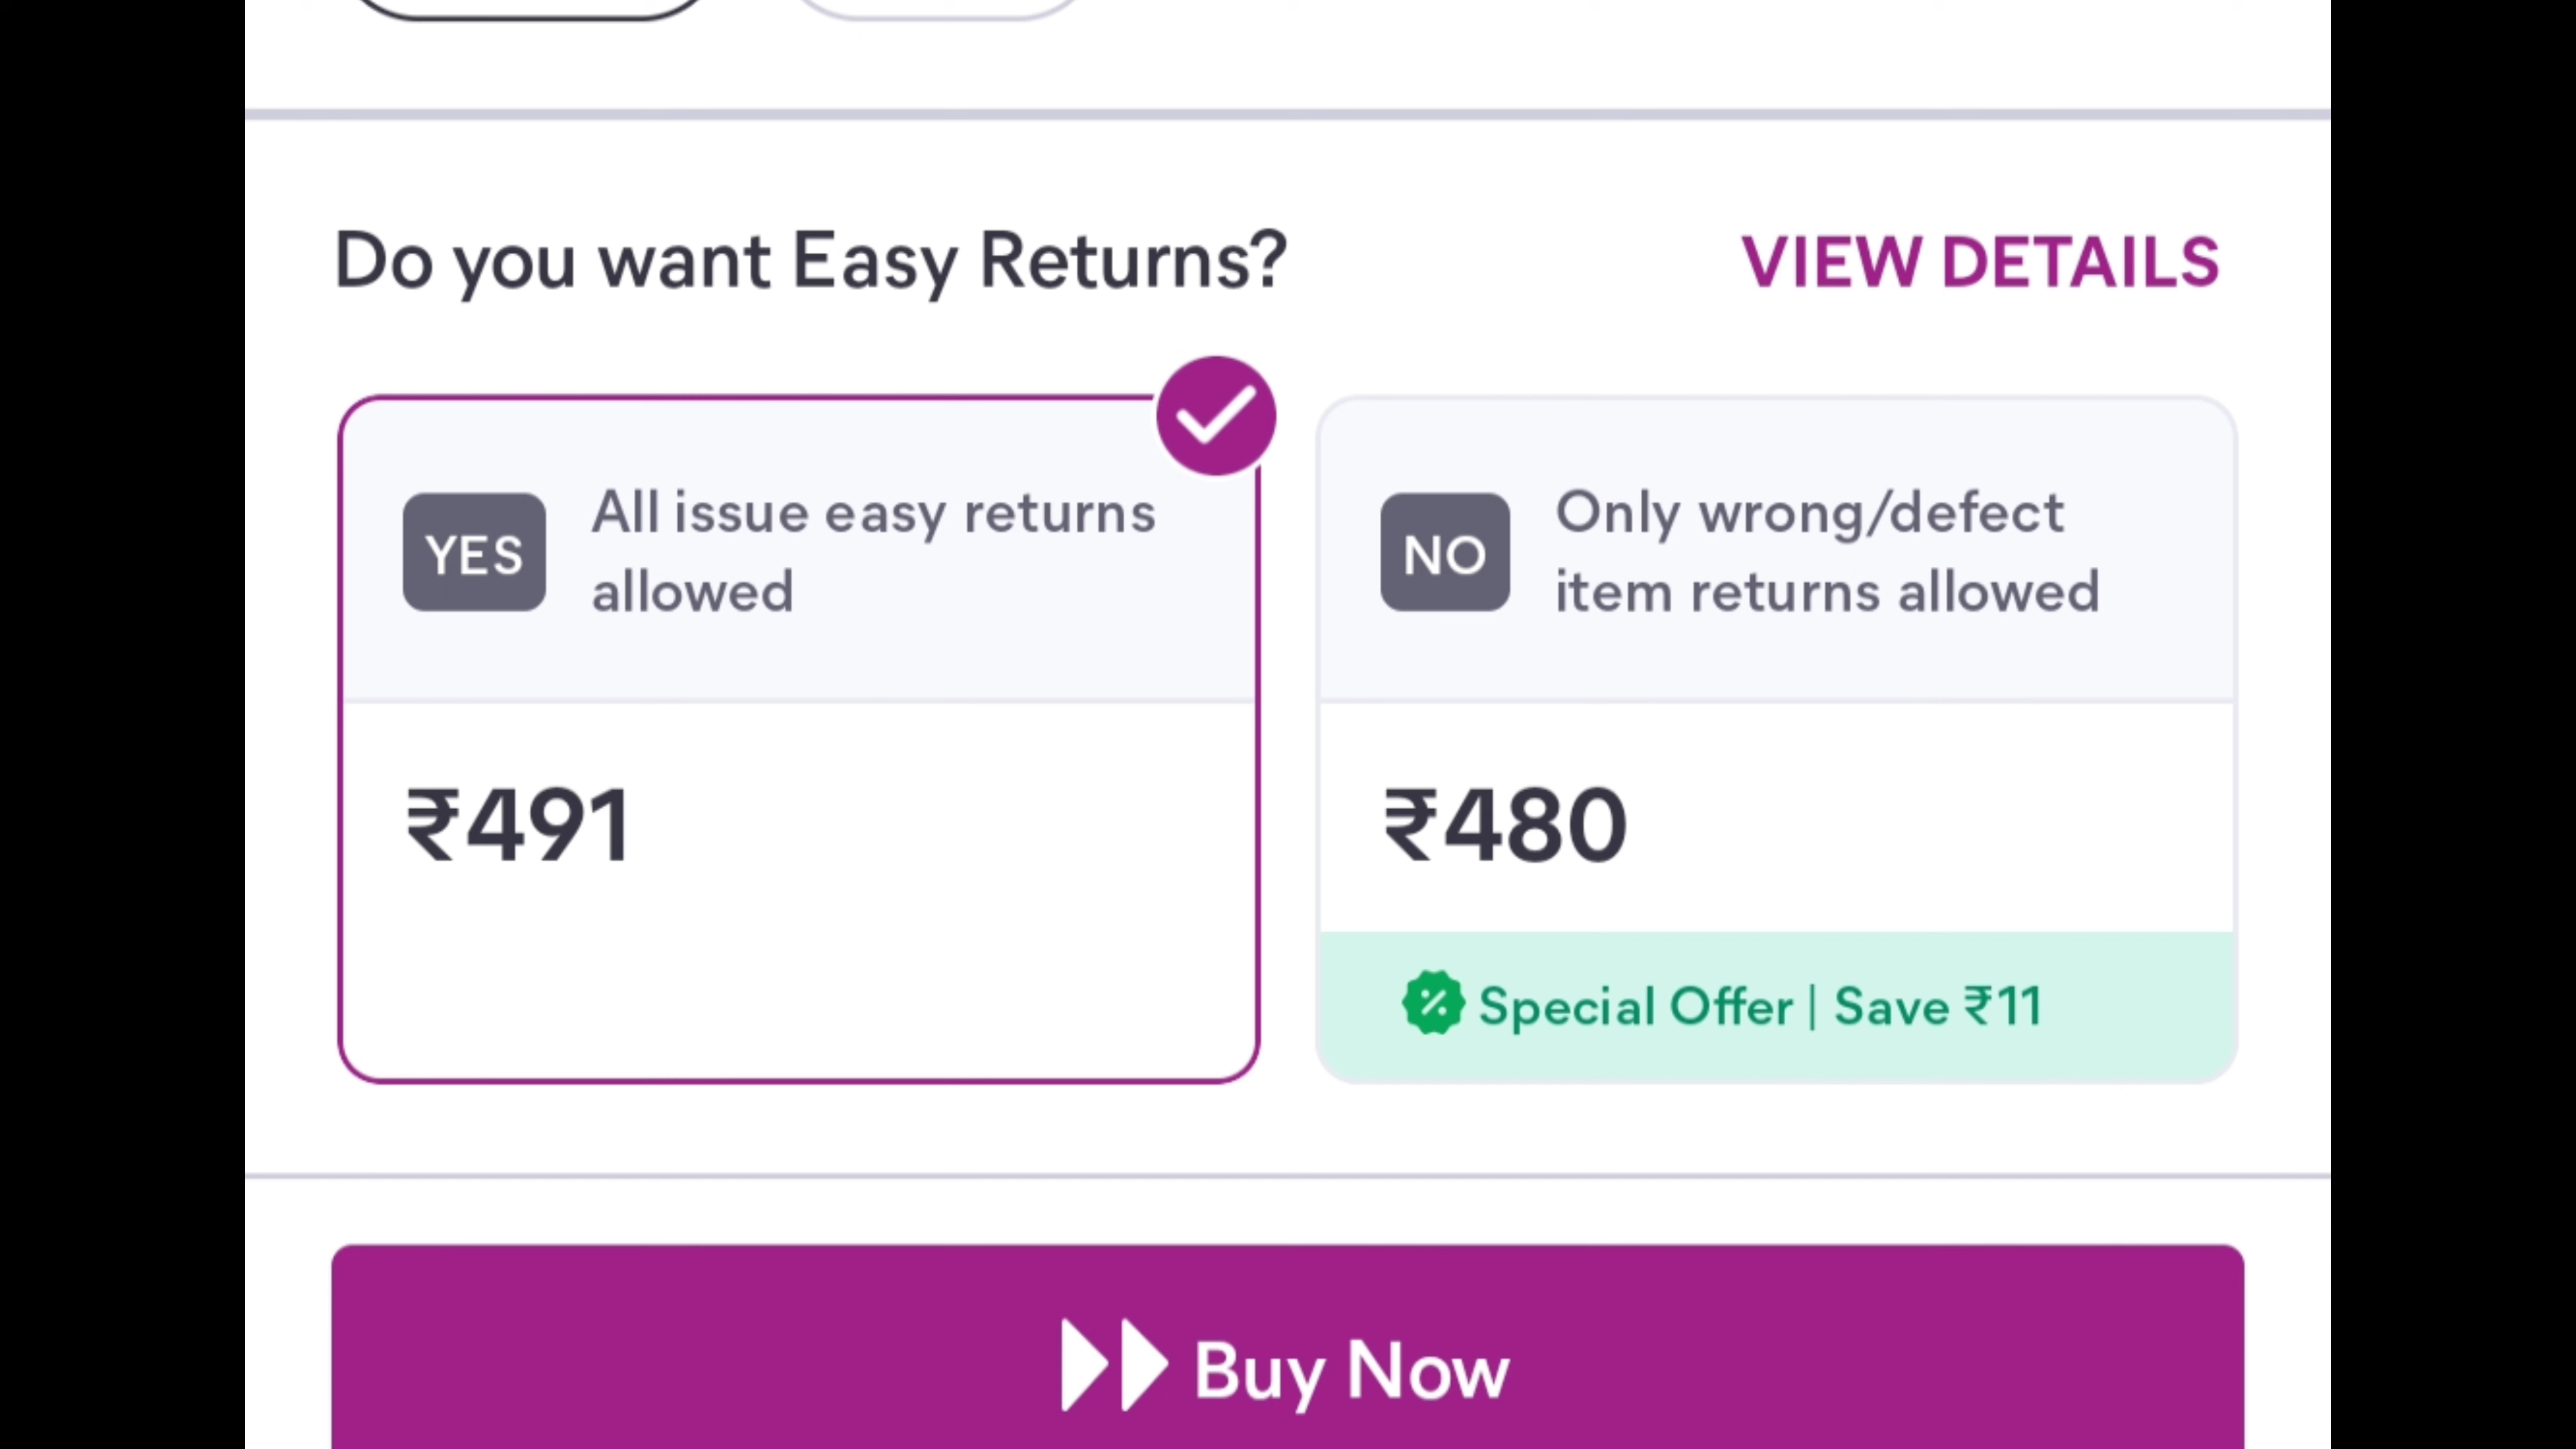 Do you want Easy Returns?
VIEW DETAILS
YES
All issue easy returns
allowed
₹491
NO
Only wrong/defect
item returns allowed
₹480
Special Offer | Save ₹11
Buy Now